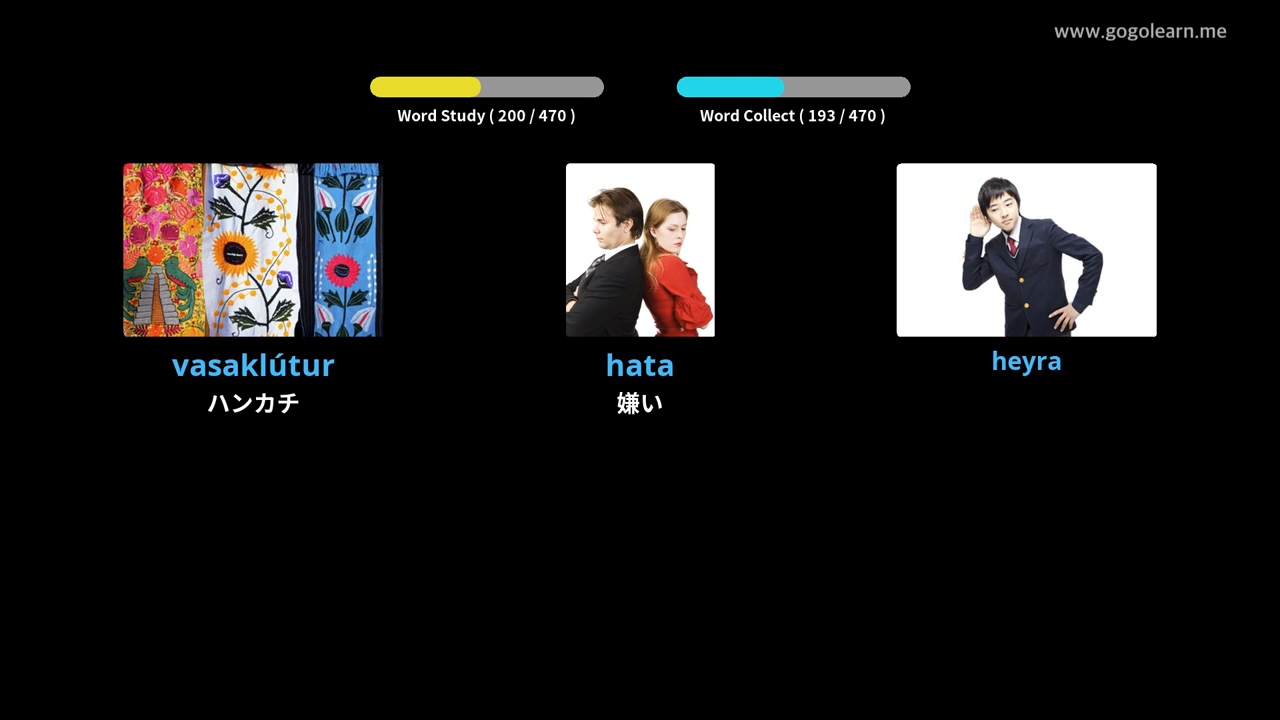 www.gogolearn.me
Word Study ( 200 / 470 )
Word Collect ( 193 / 470 )
vasaklútur
ハンカチ
hata
嫌い
heyra